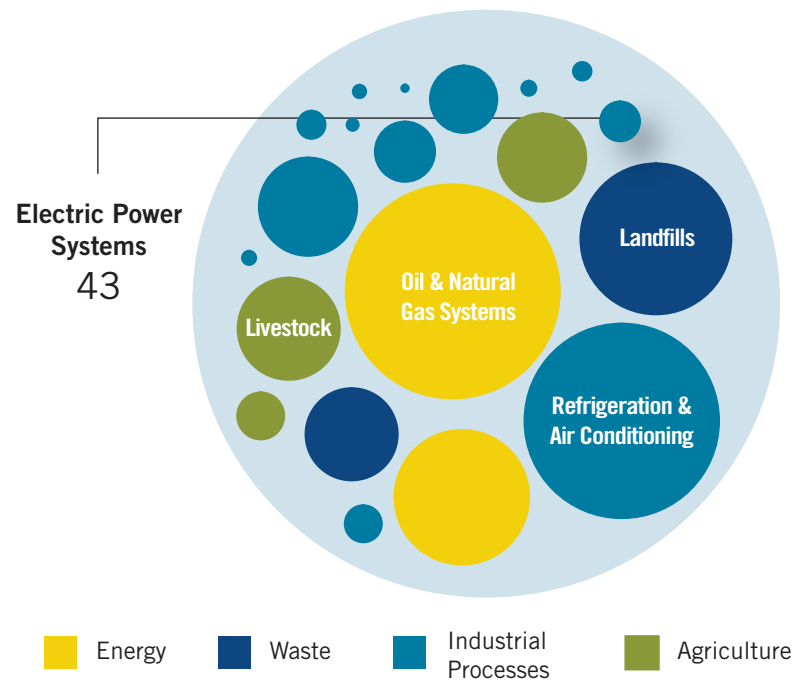 Electric Power
Systems
43
Landfills
Oil & Natural
Gas Systems
Livestock
Refrigeration &
Air Conditioning
Energy
Waste
Industrial
Processes
Agriculture